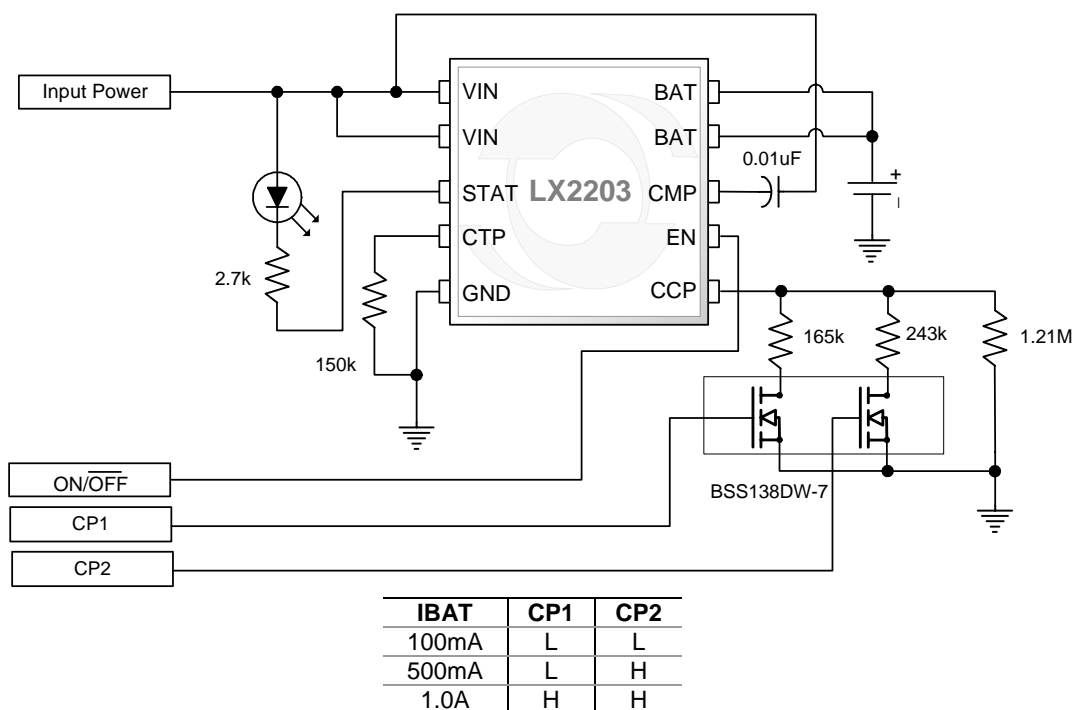 Input Power
VIN
BAT
VIN
BAT
0.01uF
+
STAT
LX2203
CMP
CTP
EN
2.7k
GND
CCP
165k
243k
1.21M
150k
ON/OFF
BSS138DW-7
CP1
CP2
IBAT CP1 CP2
100mA L L
500mA L H
1.0A H H